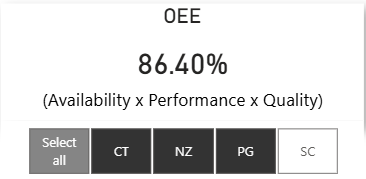 OEE
86.40%
(Availability x Performance x Quality)
Select all
CT
NZ
PG
SC